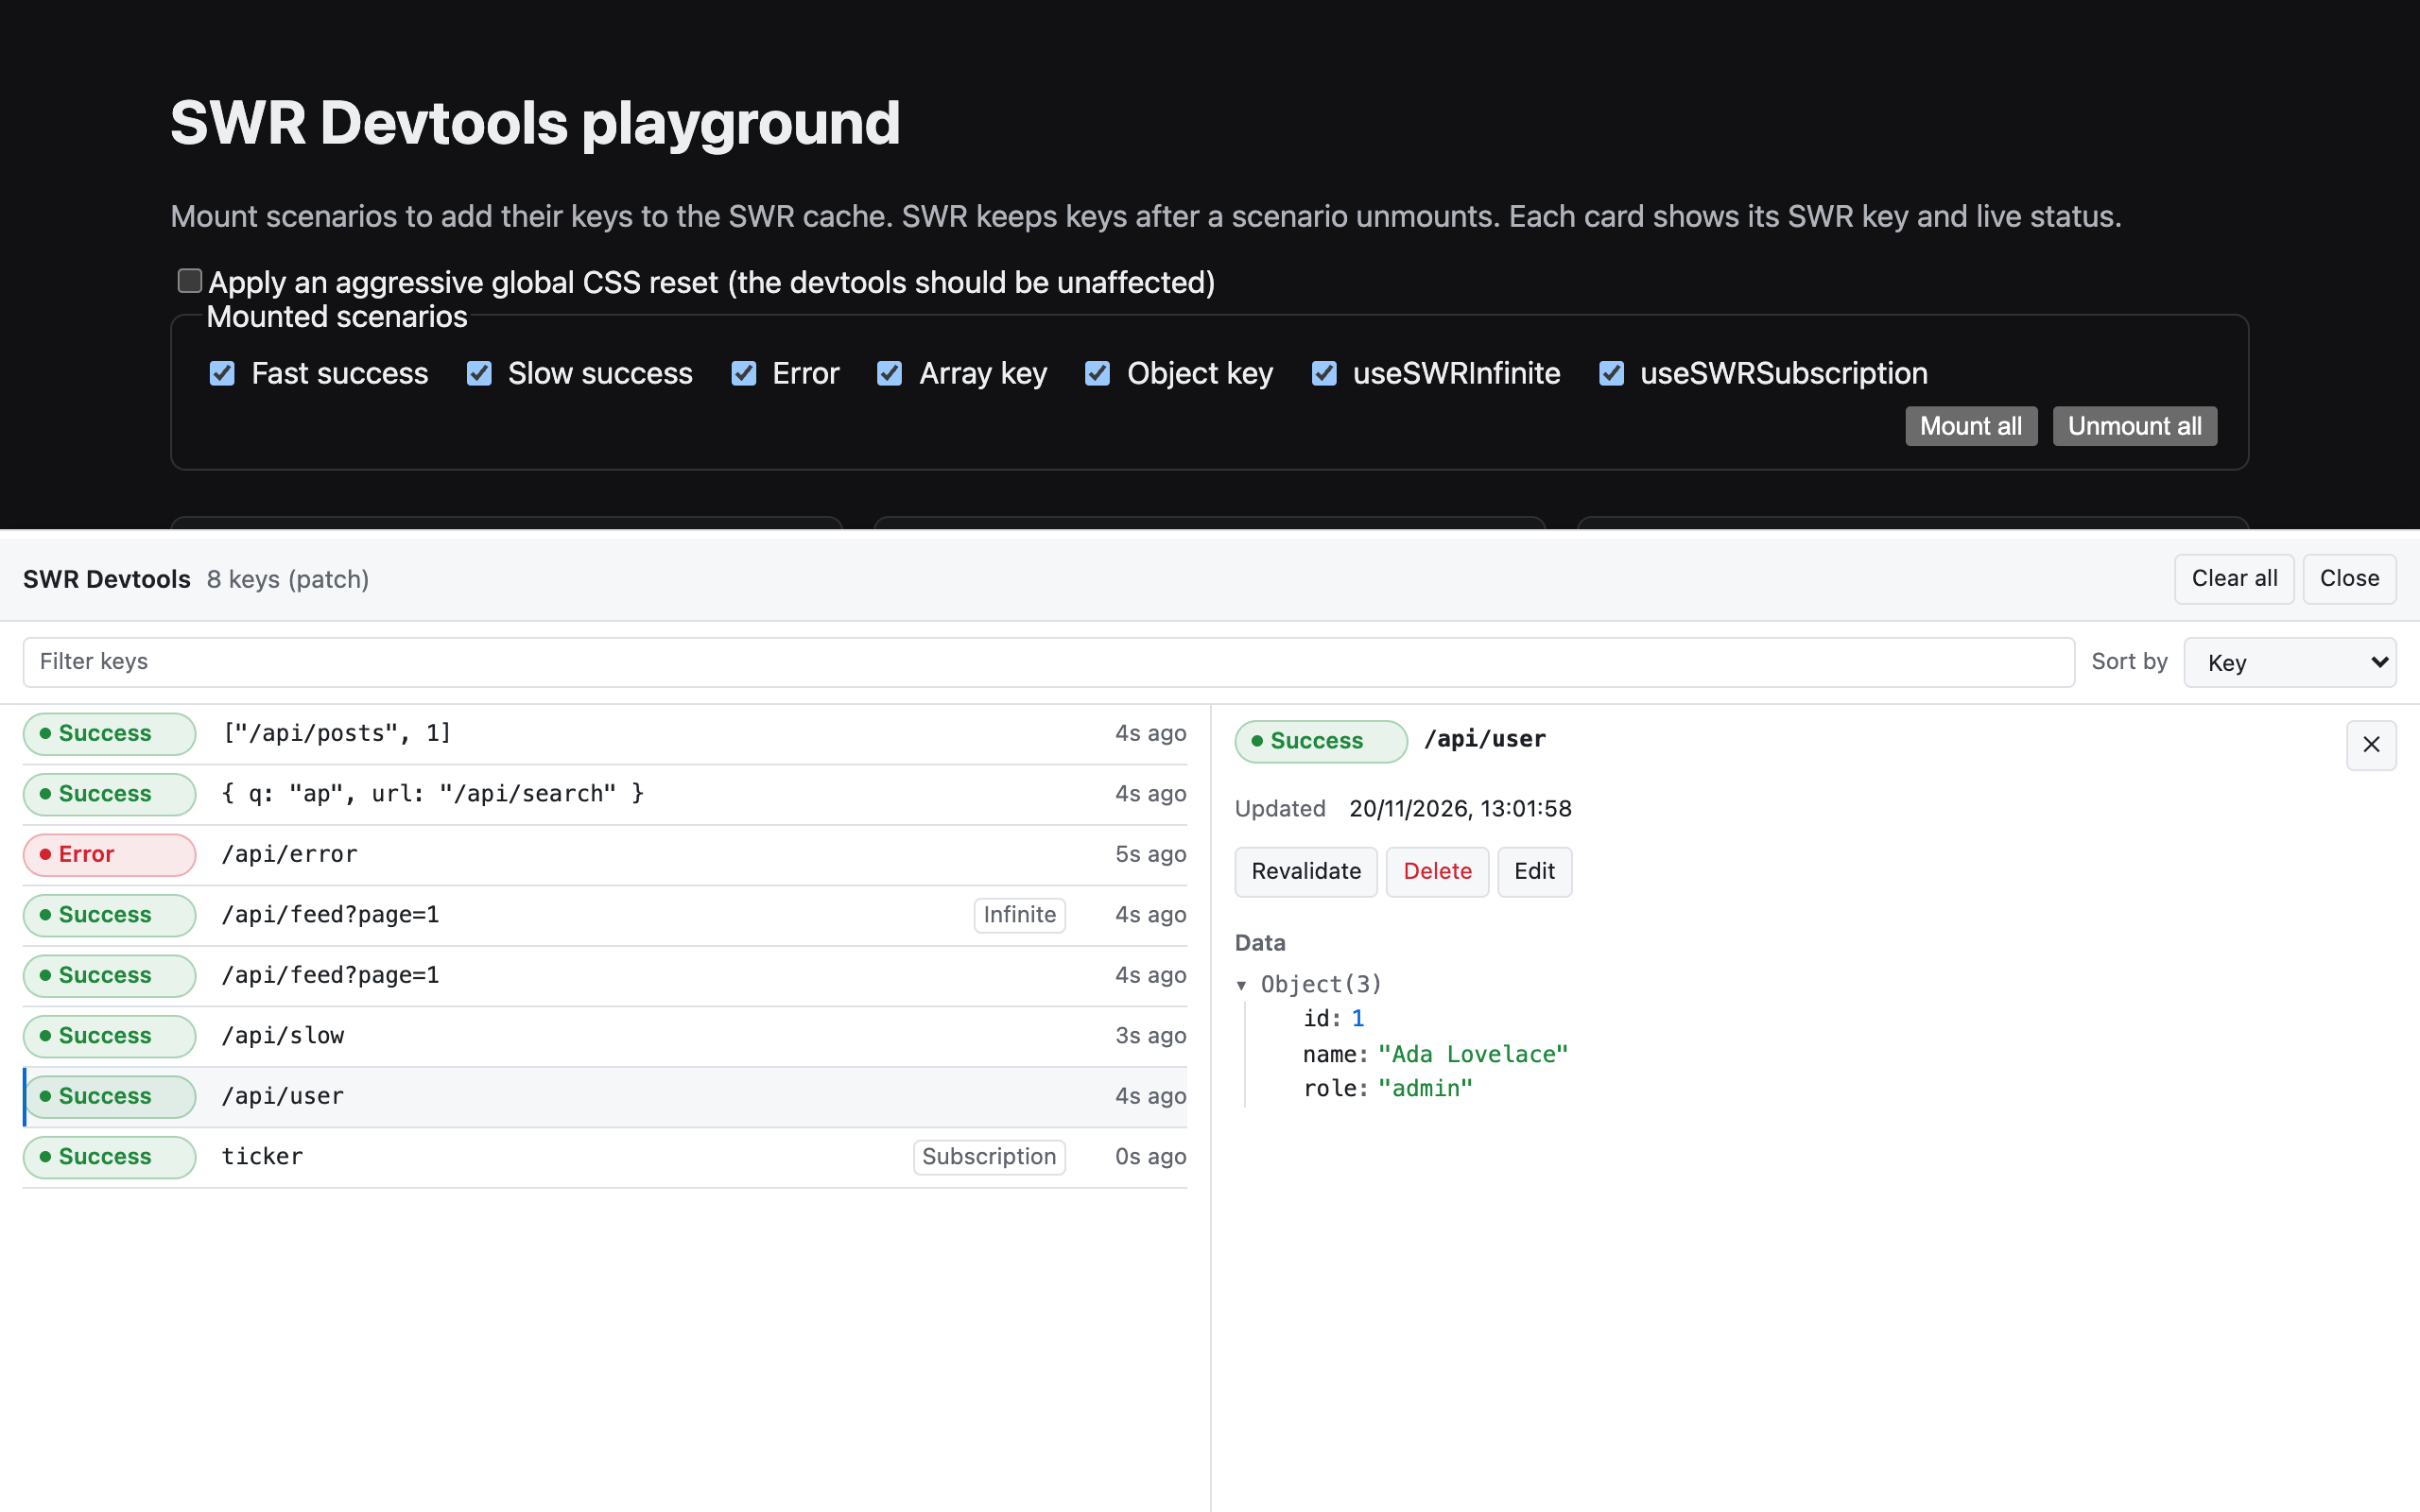 SWR Devtools playground
Mount scenarios to add their keys to the SWR cache. SWR keeps keys after a scenario unmounts. Each card shows its SWR key and live status.
Apply an aggressive global CSS reset (the devtools should be unaffected)
Mounted scenarios
Fast success Slow success Error Array key Object key useSWRInfinite useSWRSubscription
Mount all Unmount all
SWR Devtools 8 keys (patch) Clear all Close
Filter keys Sort by Key
Success ["/api/posts", 1] 4s ago
Success { q: "ap", url: "/api/search" } 4s ago
Error /api/error 5s ago
Success /api/feed?page=1 Infinite 4s ago
Success /api/feed?page=1 4s ago
Success /api/slow 3s ago
Success /api/user 4s ago
Success ticker Subscription 0s ago
Success /api/user ×
Updated 20/11/2026, 13:01:58
Revalidate Delete Edit
Data
▾ Object(3)
id: 1
name: "Ada Lovelace"
role: "admin"